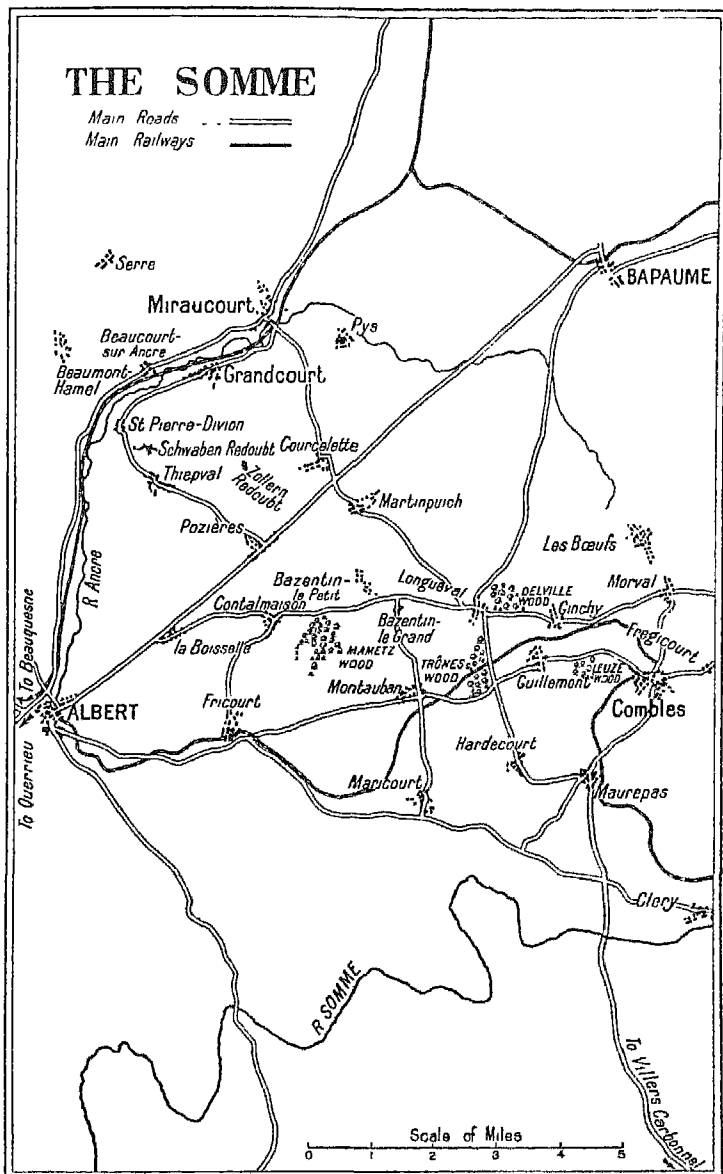 THE SOMME
Main Roads
Main Railways
Serre
Miraucourt
BAPAUME
Pys
Beaucourt-
sur Ancre
Beaumont-
Hamel
Grandcourt
St Pierre-Divion
Schwaben Redoubt
Courcelette
Zollern
Redoubt
Thiepval
Martinpuich
Pozières
Les Bœufs
R Ancre
Bazentin-
le Petit
Longueval
DELVILLE
WOOD
Morval
Contalmaison
Ginchy
To Beauquesne
la Boisselle
Bazentin-
le Grand
Fregicourt
MAMETZ
WOOD
TRÔNES
WOOD
LEUZE
WOOD
Guillemont
ALBERT
Fricourt
Montauban
Combles
To Querrieu
Hardecourt
Maricourt
Maurepas
Clery
R SOMME
To Villers Carbonnel
Scale of Miles
0 1 2 3 4 5